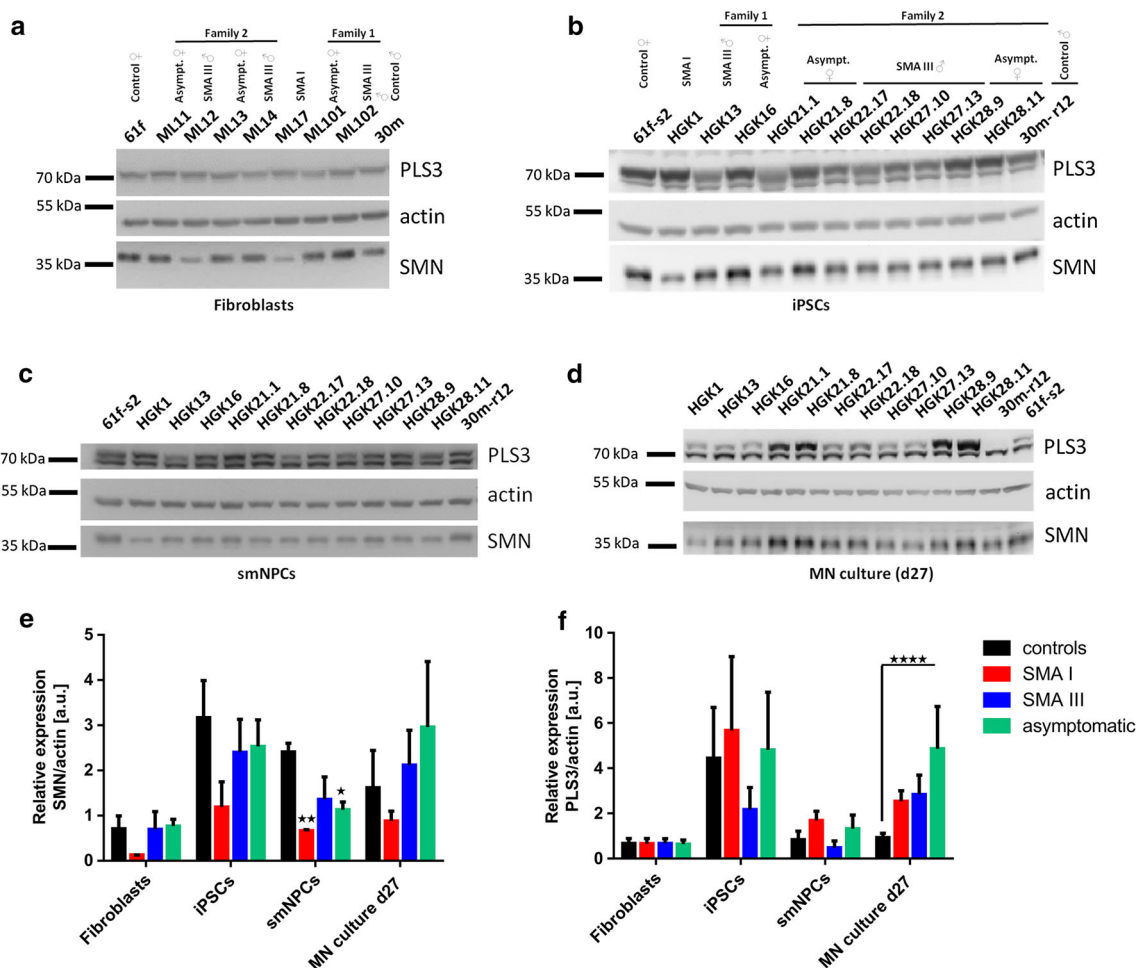 a
Family 2
Family 1
Control ♀
Asympt. ♀
SMA III ♂
Asympt. ♀
SMA III ♂
SMA I
Asympt. ♀
SMA III ♂
Control ♂
61f
ML11
ML12
ML13
ML14
ML17
ML101
ML102
30m
70 kDa
PLS3
55 kDa
actin
35 kDa
SMN
Fibroblasts
b
Family 1
Family 2
Control ♀
SMA I
SMA III ♂
Asympt. ♀
Asympt. ♀
SMA III ♂
Asympt. ♀
Control ♂
61f-s2
HGK1
HGK13
HGK16
HGK21.1
HGK21.8
HGK22.17
HGK22.18
HGK27.10
HGK27.13
HGK28.9
HGK28.11
30m-r12
70 kDa
PLS3
55 kDa
actin
35 kDa
SMN
iPSCs
c
61f-s2
HGK1
HGK13
HGK16
HGK21.1
HGK21.8
HGK22.17
HGK22.18
HGK27.10
HGK27.13
HGK28.9
HGK28.11
30m-r12
70 kDa
PLS3
55 kDa
actin
35 kDa
SMN
smNPCs
d
HGK1
HGK13
HGK16
HGK21.1
HGK21.8
HGK22.17
HGK22.18
HGK27.10
HGK27.13
HGK28.9
HGK28.11
30m-r12
61f-s2
70 kDa
PLS3
55 kDa
actin
35 kDa
SMN
MN culture (d27)
e
Relative expression
SMN/actin [a.u.]
5
4
3
2
1
0
★★
★
Fibroblasts
iPSCs
smNPCs
MN culture d27
f
Relative expression
PLS3/actin [a.u.]
10
8
6
4
2
0
★★★★
Fibroblasts
iPSCs
smNPCs
MN culture d27
controls
SMA I
SMA III
asymptomatic